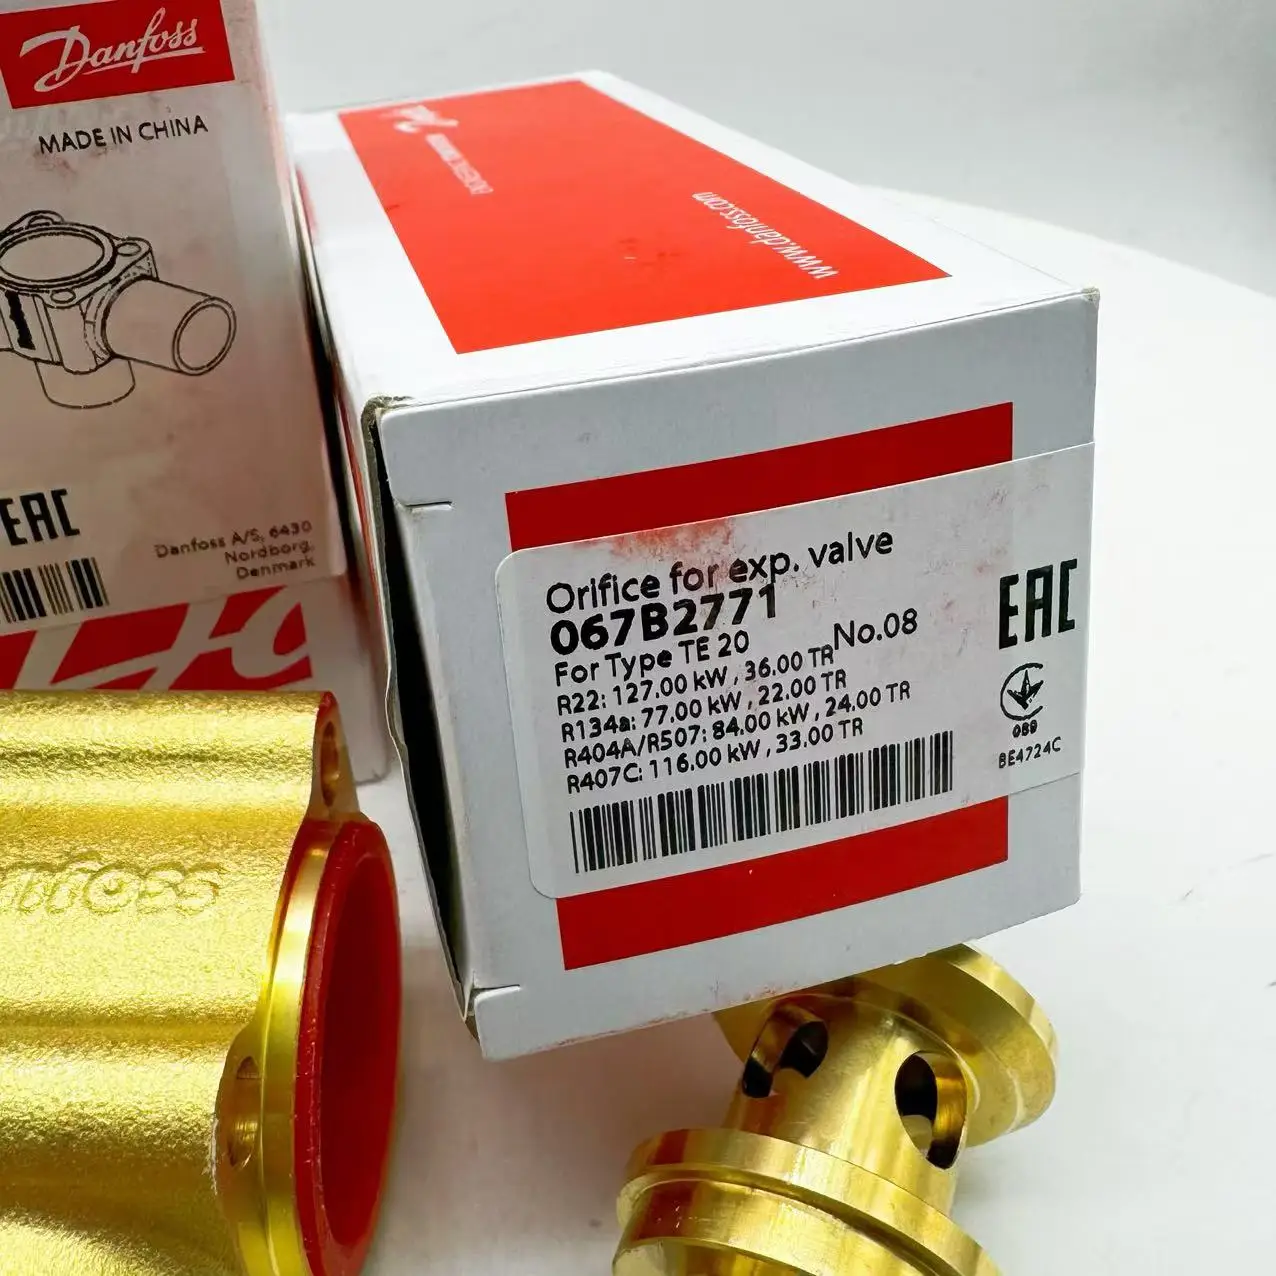 Danfoss
MADE IN CHINA
EAC
Danfoss A/S, 6430
Nordborg,
Denmark
www.danfoss.com
Orifice for exp. valve
067B2771
For Type TE 20 No.08
R22: 127.00 kW , 36.00 TR
R134a: 77.00 kW , 22.00 TR
R404A/R507: 84.00 kW , 24.00 TR
R407C: 116.00 kW , 33.00 TR
EAC
089
BE4724C